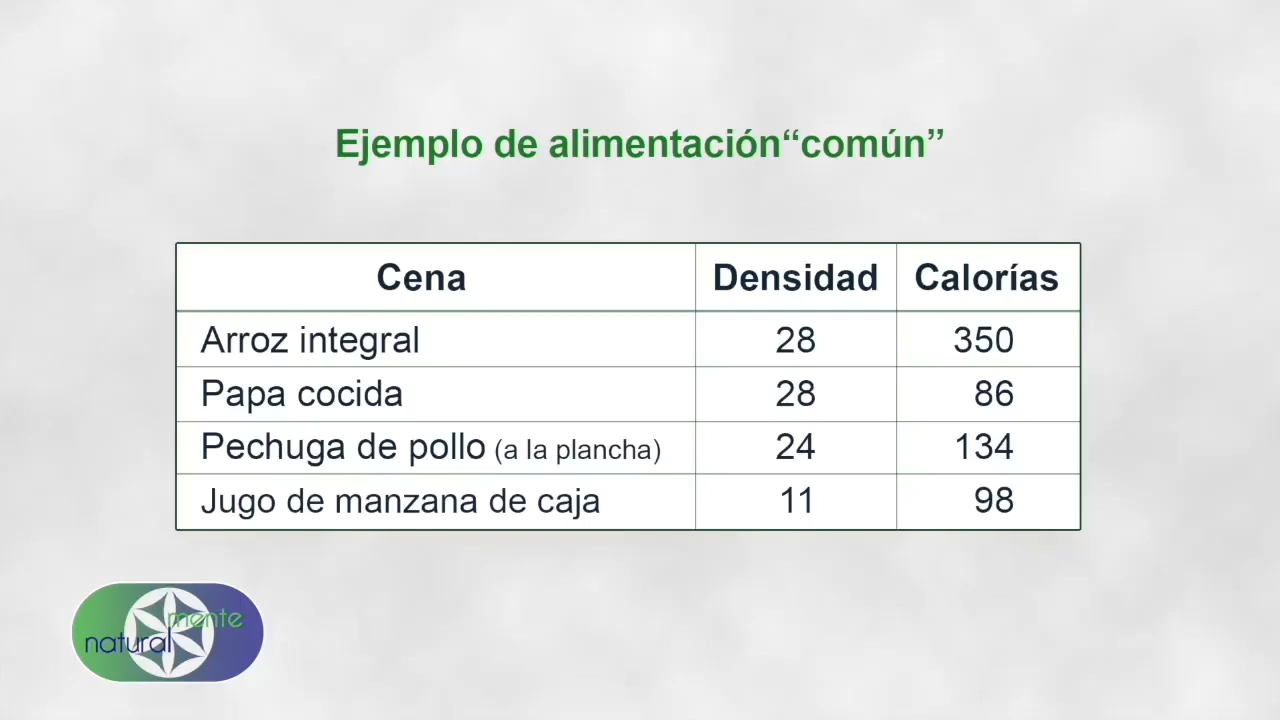 Ejemplo de alimentación“común”
Cena Densidad Calorías
Arroz integral 28 350
Papa cocida 28 86
Pechuga de pollo (a la plancha) 24 134
Jugo de manzana de caja 11 98
mente
natural